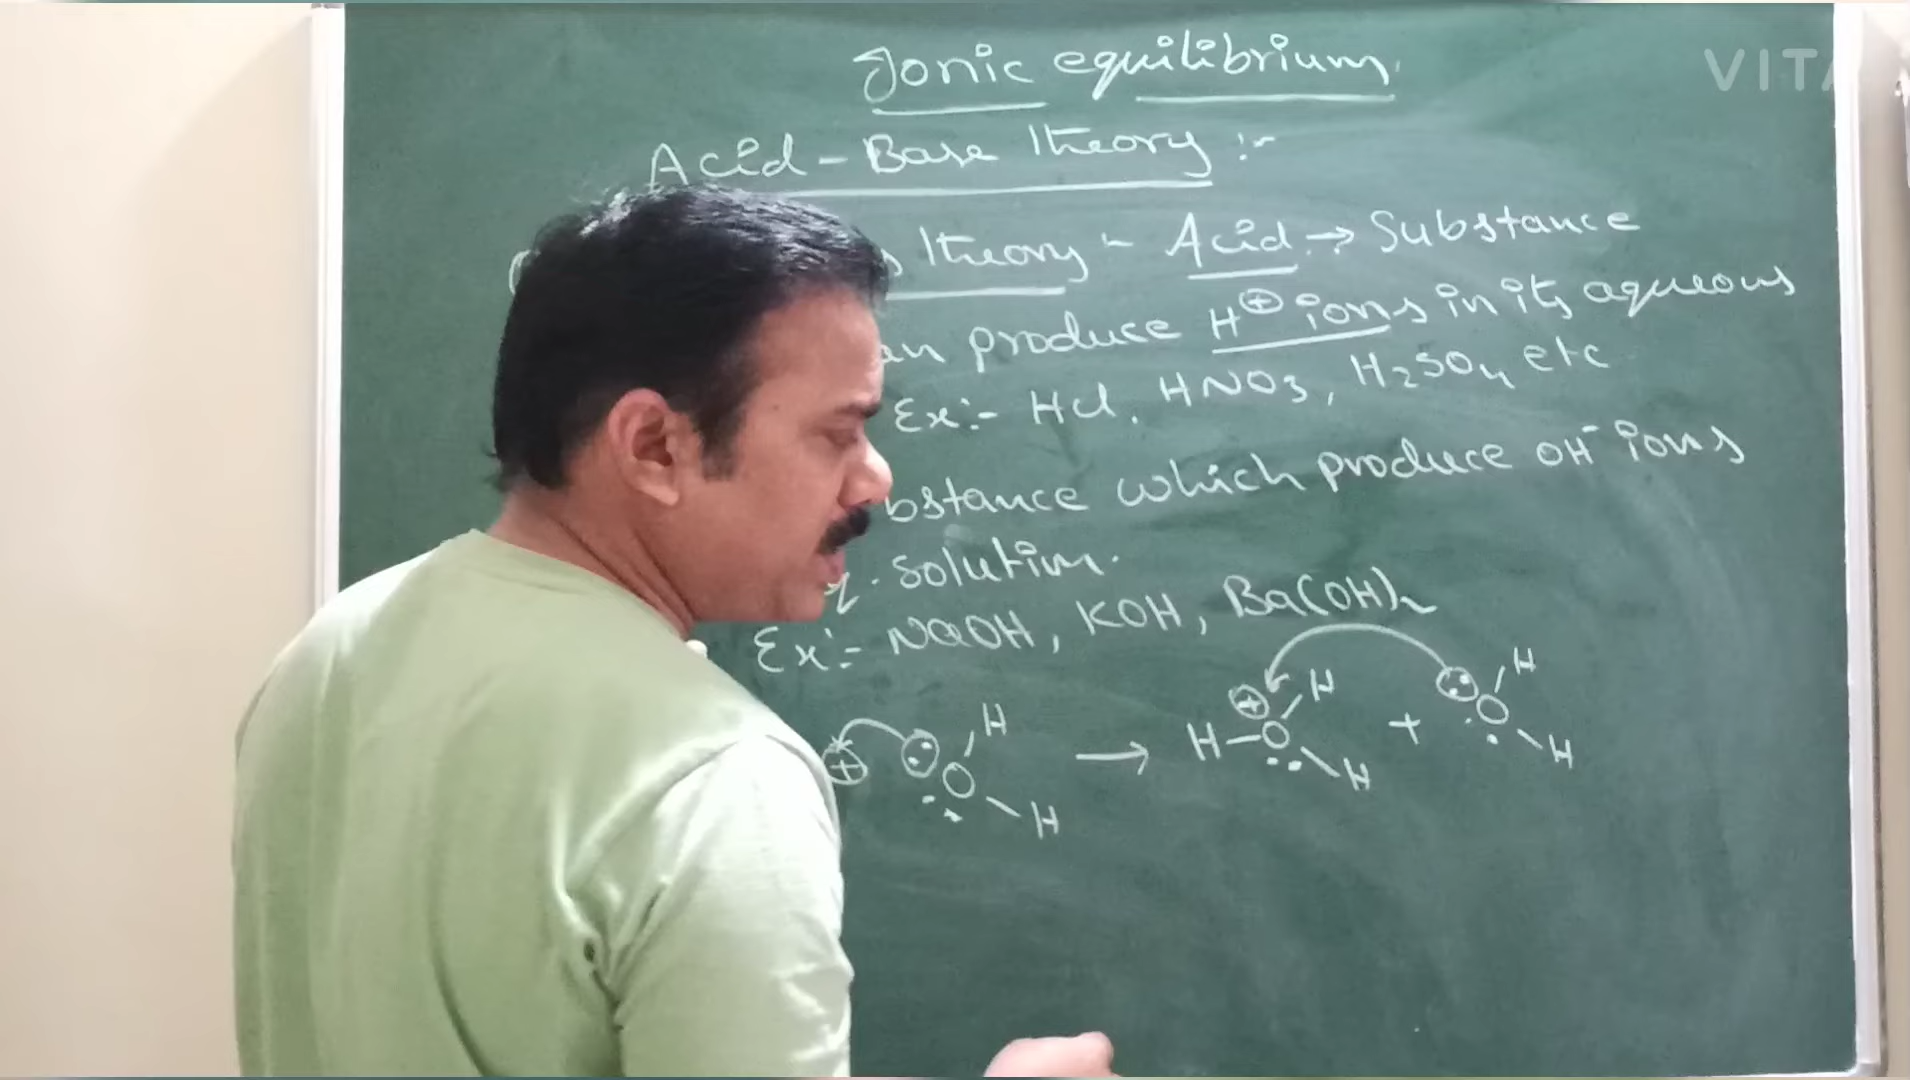 Ionic equilibrium
VITA
Acid - Base Theory :-
Theory - Acid → Substance
an produce H⊕ ions in its aqueous
Ex:- HCl, HNO3, H2SO4 etc
bstance which produce OH- ions
q. Solution.
Ex:- NaOH, KOH, Ba(OH)2
⊕ : O H H → H - O ⊕ H H + : O H H